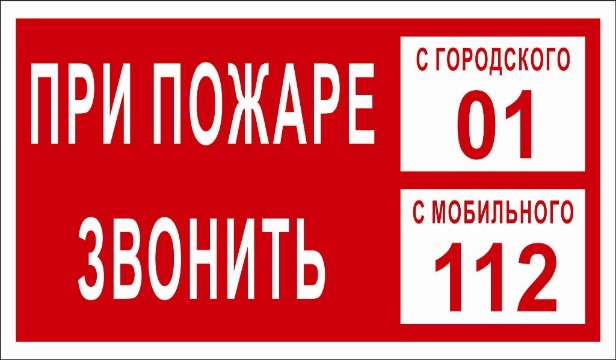 ПРИ ПОЖАРЕ
ЗВОНИТЬ
С ГОРОДСКОГО
01
С МОБИЛЬНОГО
112